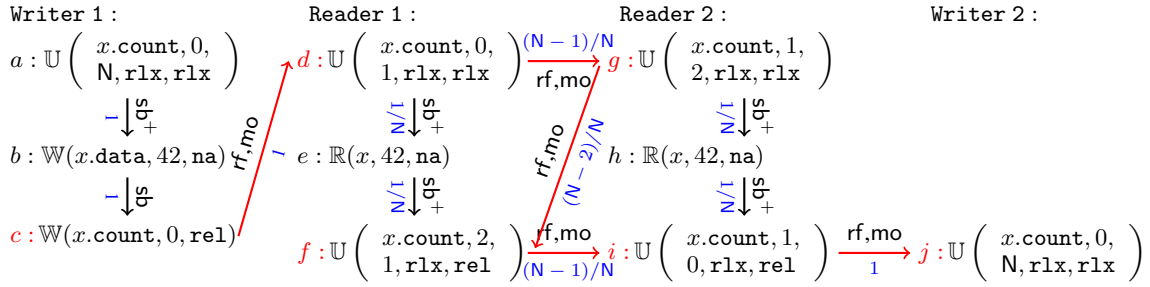 Writer 1 : Reader 1 : Reader 2 : Writer 2 :
a : 𝕌 ( x.count, 0, N, rlx, rlx )
d : 𝕌 ( x.count, 0, 1, rlx, rlx )
(N − 1)/N
rf,mo
g : 𝕌 ( x.count, 1, 2, rlx, rlx )
1 sb +
rf,mo 1
1/N sb +
rf,mo (N − 2)/N
1/N sb +
b : 𝕎(x.data, 42, na)
e : ℝ(x, 42, na)
h : ℝ(x, 42, na)
1 sb
1/N sb +
1/N sb +
c : 𝕎(x.count, 0, rel)
f : 𝕌 ( x.count, 2, 1, rlx, rel )
rf,mo
(N − 1)/N
i : 𝕌 ( x.count, 1, 0, rlx, rel )
rf,mo
1
j : 𝕌 ( x.count, 0, N, rlx, rlx )